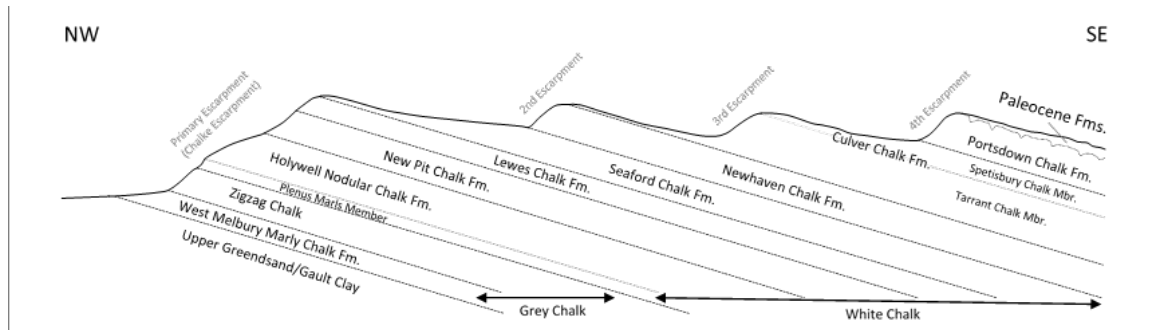 NW
SE
Primary Escarpment
(Chalke Escarpment)
2nd Escarpment
3rd Escarpment
4th Escarpment
Paleocene Fms.
Culver Chalk Fm.
Portsdown Chalk Fm.
Spetisbury Chalk Mbr.
Tarrant Chalk Mbr.
Newhaven Chalk Fm.
Seaford Chalk Fm.
Lewes Chalk Fm.
New Pit Chalk Fm.
Holywell Nodular Chalk Fm.
Plenus Marls Member
Zigzag Chalk
West Melbury Marly Chalk Fm.
Upper Greendsand/Gault Clay
Grey Chalk
White Chalk